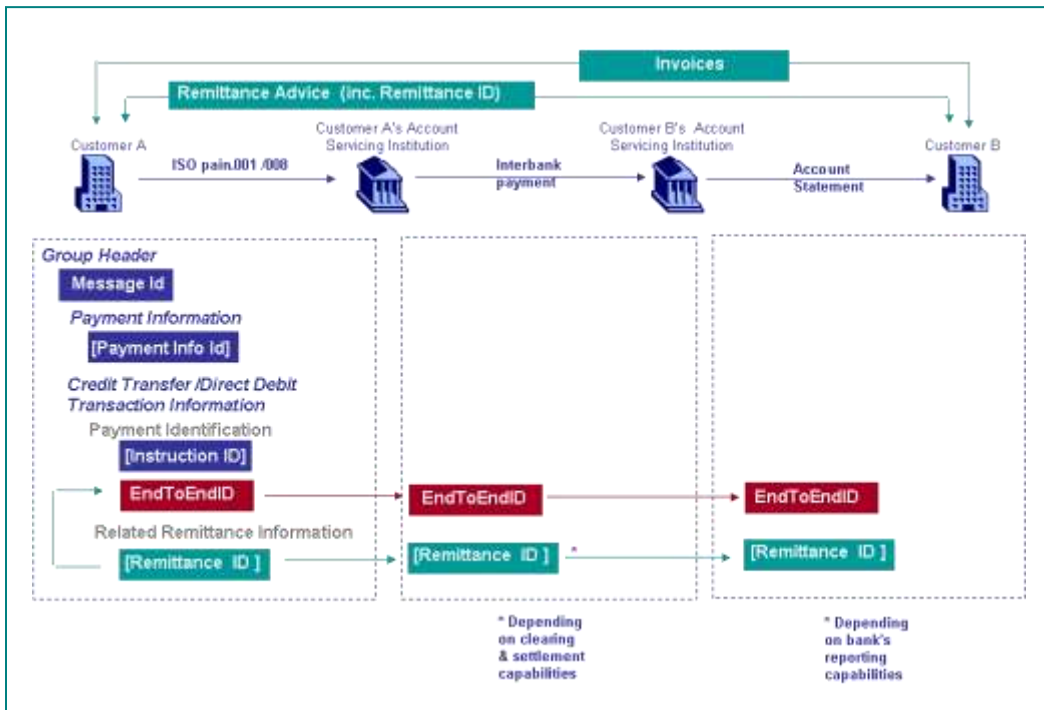 Invoices
Remittance Advice (inc. Remittance ID)
Customer A
Customer A's Account
Servicing Institution
Customer B's Account
Servicing Institution
Customer B
ISO pain.001 /008
Interbank
payment
Account
Statement
Group Header
Message Id
Payment Information
[Payment Info Id]
Credit Transfer /Direct Debit
Transaction Information
Payment Identification
[Instruction ID]
EndToEndID
EndToEndID
EndToEndID
Related Remittance Information
[Remittance ID ]
[Remittance ID ]
*
[Remittance ID ]
* Depending
on clearing
& settlement
capabilities
* Depending
on bank's
reporting
capabilities